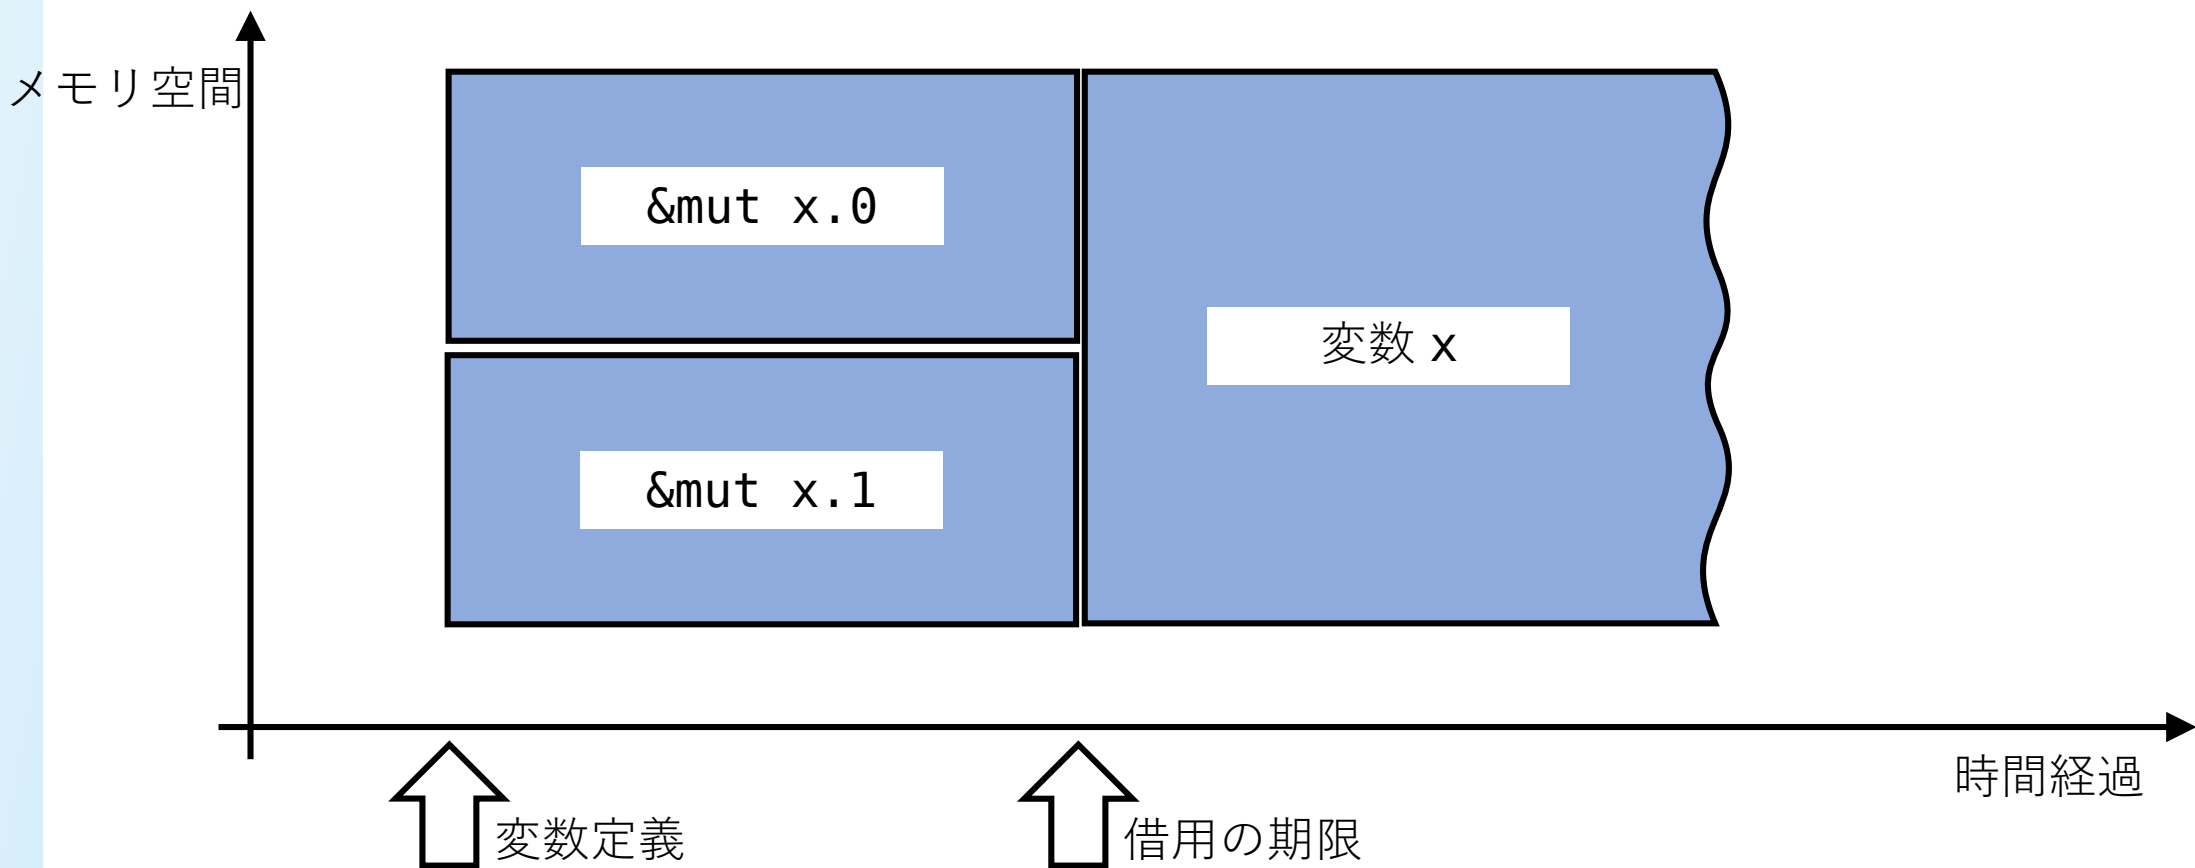 メモリ空間
&mut x.0
変数 x
&mut x.1
時間経過
変数定義
借用の期限